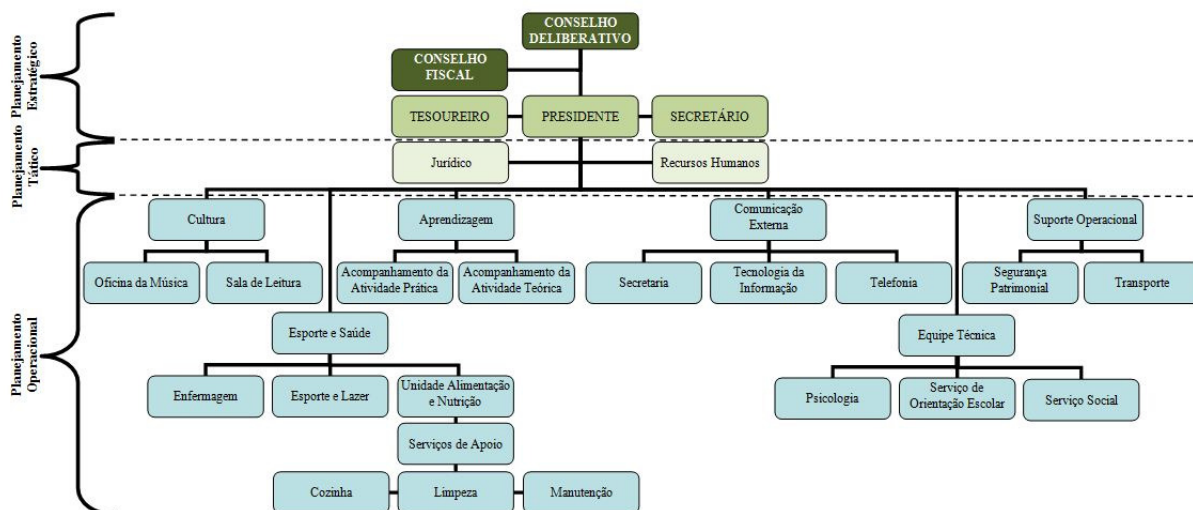 Planejamento
Estratégico
CONSELHO
DELIBERATIVO
CONSELHO
FISCAL
TESOUREIRO
PRESIDENTE
SECRETÁRIO
Planejamento
Tático
Jurídico
Recursos Humanos
Planejamento
Operacional
Cultura
Aprendizagem
Comunicação
Externa
Suporte Operacional
Oficina da Música
Sala de Leitura
Acompanhamento da
Atividade Prática
Acompanhamento da
Atividade Teórica
Secretaria
Tecnologia da
Informação
Telefonia
Segurança
Patrimonial
Transporte
Esporte e Saúde
Equipe Técnica
Enfermagem
Esporte e Lazer
Unidade Alimentação
e Nutrição
Psicologia
Serviço de
Orientação Escolar
Serviço Social
Serviços de Apoio
Cozinha
Limpeza
Manutenção